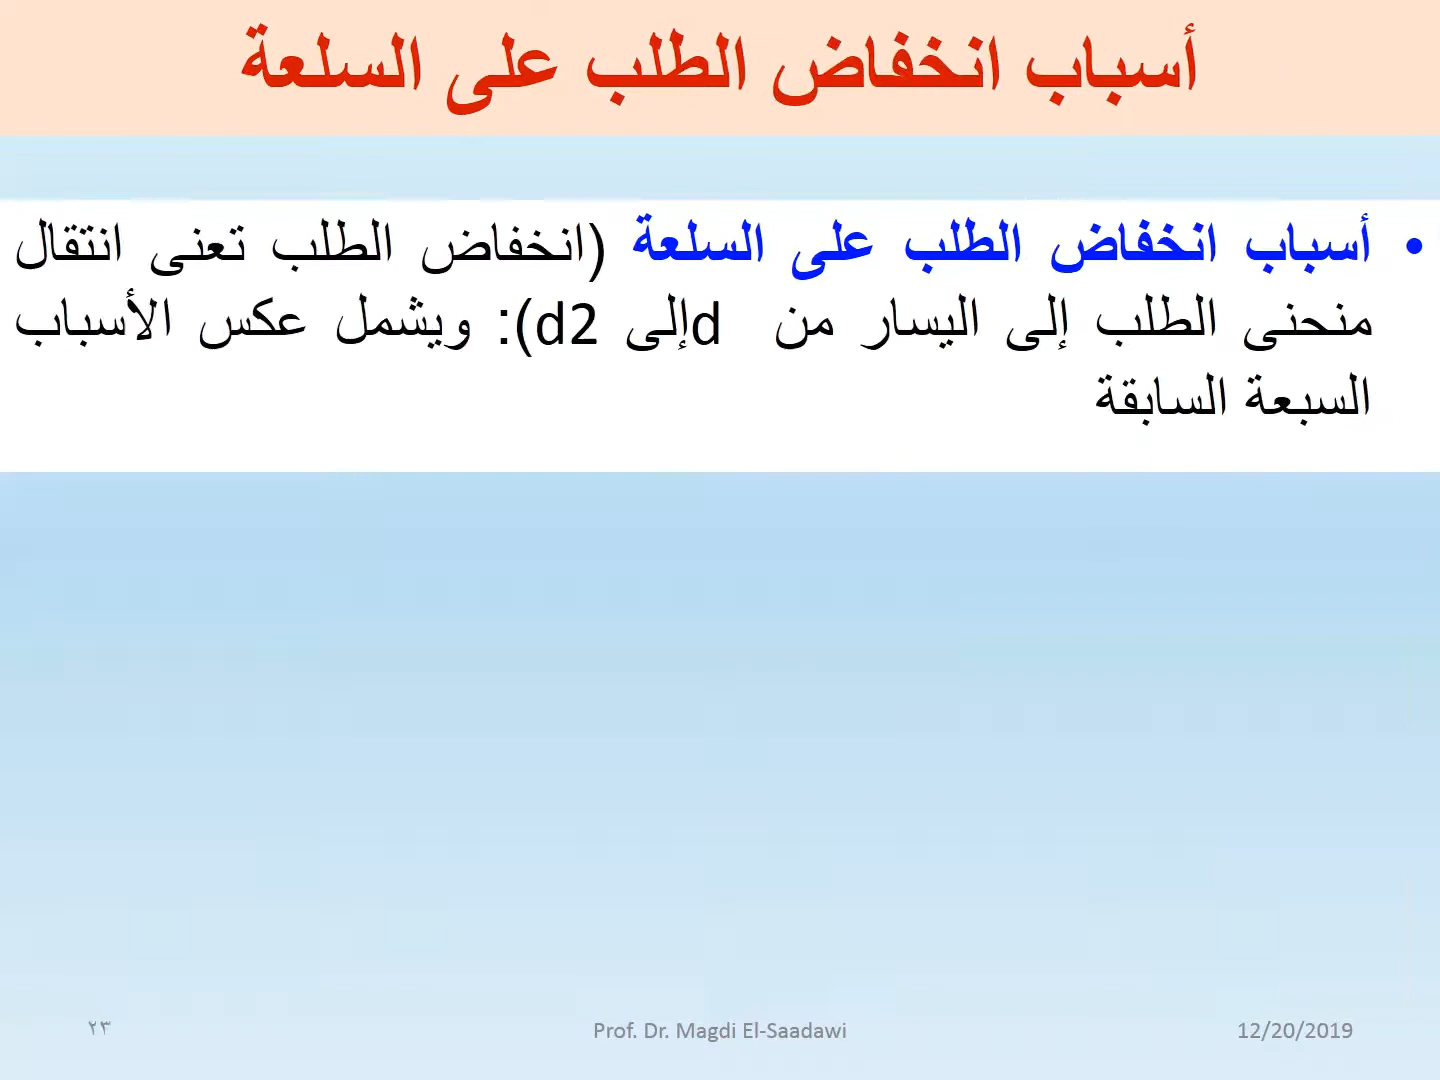 أسباب انخفاض الطلب على السلعة
• أسباب انخفاض الطلب على السلعة (انخفاض الطلب تعنى انتقال
منحنى الطلب إلى اليسار من d إلى d2): ويشمل عكس الأسباب
السبعة السابقة
٢٣
Prof. Dr. Magdi El-Saadawi
12/20/2019